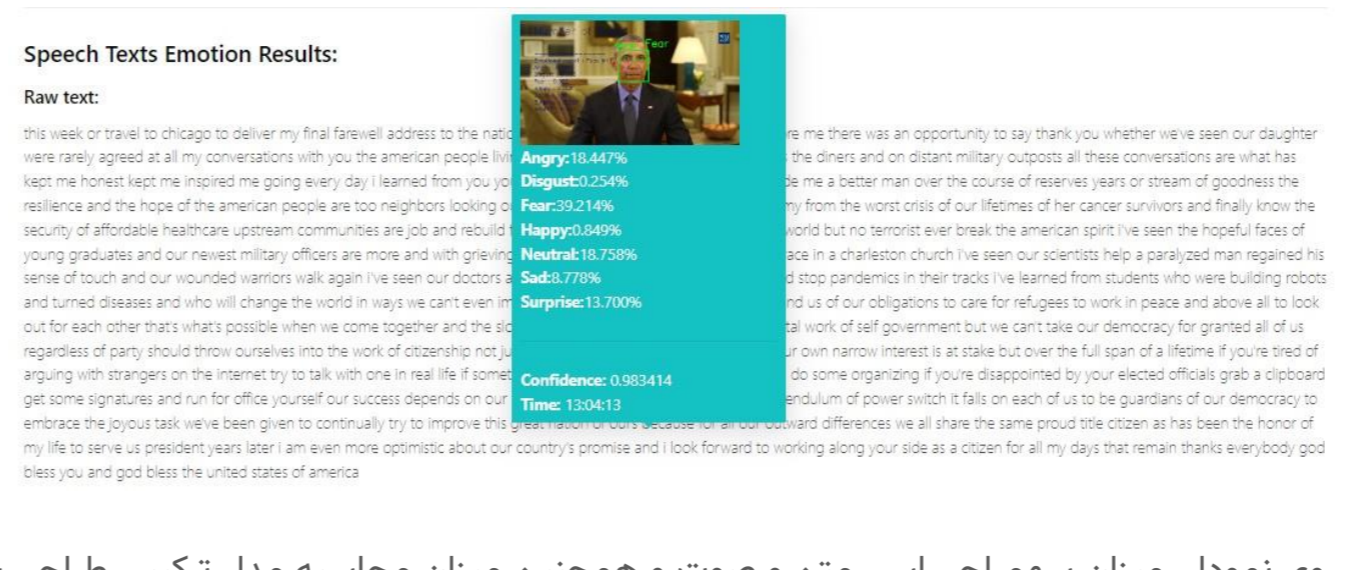 Speech Texts Emotion Results:
Raw text:
this week or travel to chicago to deliver my final farewell address to the re me there was an opportunity to say thank you whether we've seen our daughter
were rarely agreed at all my conversations with you the american people the diners and on distant military outposts all these conversations are what has
kept me honest kept me inspired me going every day i learned from you me a better man over the course of reserves years or stream of goodness the
resilience and the hope of the american people are too neighbors looking my from the worst crisis of our lifetimes of her cancer survivors and finally know the
security of affordable healthcare upstream communities are job and rebuild world but no terrorist ever break the american spirit i've seen the hopeful faces of
young graduates and our newest military officers are more and with grieving ace in a charleston church i've seen our scientists help a paralyzed man regained his
sense of touch and our wounded warriors walk again i've seen our doctors stop pandemics in their tracks i've learned from students who were building robots
and turned diseases and who will change the world in ways we can't even nd us of our obligations to care for refugees to work in peace and above all to look
out for each other that's what's possible when we come together and the tal work of self government but we can't take our democracy for granted all of us
regardless of party should throw ourselves into the work of citizenship not ur own narrow interest is at stake but over the full span of a lifetime if you're tired of
arguing with strangers on the internet try to talk with one in real life if do some organizing if you're disappointed by your elected officials grab a clipboard
get some signatures and run for office yourself our success depends on our endulum of power switch it falls on each of us to be guardians of our democracy to
embrace the joyous task we've been given to continually try to improve this great nation of ours because for all our outward differences we all share the same proud title citizen as has been the honor of
my life to serve us president years later i am even more optimistic about our country's promise and i look forward to working along your side as a citizen for all my days that remain thanks everybody god
bless you and god bless the united states of america
Fear
Angry:18.447%
Disgust:0.254%
Fear:39.214%
Happy:0.849%
Neutral:18.758%
Sad:8.778%
Surprise:13.700%
Confidence: 0.983414
Time: 13:04:13
نمودار میزان سهم احساس متن و صوت و همچنین میزان محاسبه مدل ترکیبی طراحی